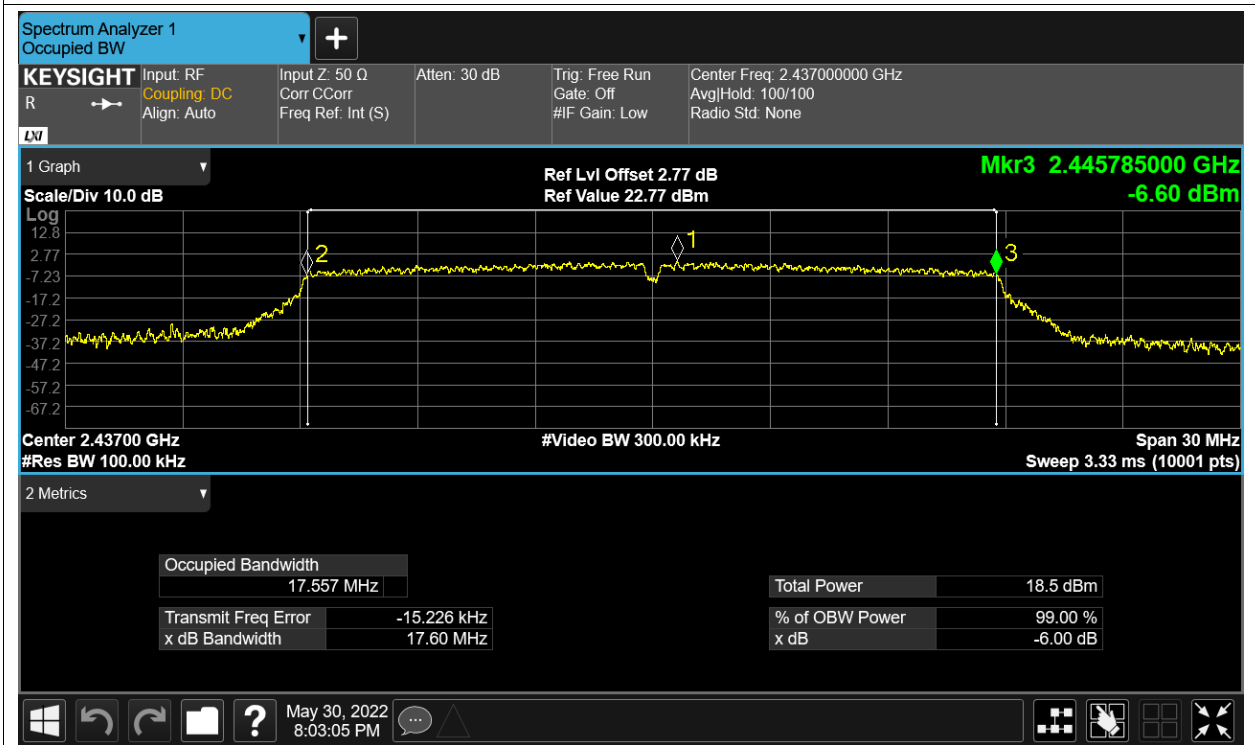 Spectrum Analyzer 1
Occupied BW
KEYSIGHT
R
LXI
Input: RF
Coupling: DC
Align: Auto
Input Z: 50 Ω
Corr CCorr
Freq Ref: Int (S)
Atten: 30 dB
Trig: Free Run
Gate: Off
#IF Gain: Low
Center Freq: 2.437000000 GHz
Avg|Hold: 100/100
Radio Std: None
1 Graph
Scale/Div 10.0 dB
Ref Lvl Offset 2.77 dB
Ref Value 22.77 dBm
Mkr3 2.445785000 GHz
-6.60 dBm
Log
12.8
2.77
-7.23
-17.2
-27.2
-37.2
-47.2
-57.2
-67.2
2
1
3
Center 2.43700 GHz
#Video BW 300.00 kHz
Span 30 MHz
#Res BW 100.00 kHz
Sweep 3.33 ms (10001 pts)
2 Metrics
Occupied Bandwidth
17.557 MHz
Transmit Freq Error -15.226 kHz
x dB Bandwidth 17.60 MHz
Total Power 18.5 dBm
% of OBW Power 99.00 %
x dB -6.00 dB
?
May 30, 2022
8:03:05 PM